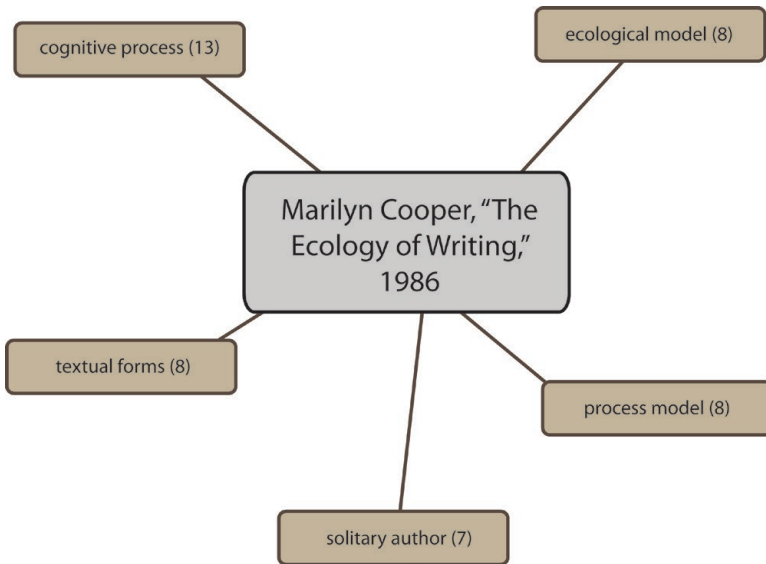 cognitive process (13)
ecological model (8)
Marilyn Cooper, “The
Ecology of Writing,”
1986
textual forms (8)
process model (8)
solitary author (7)